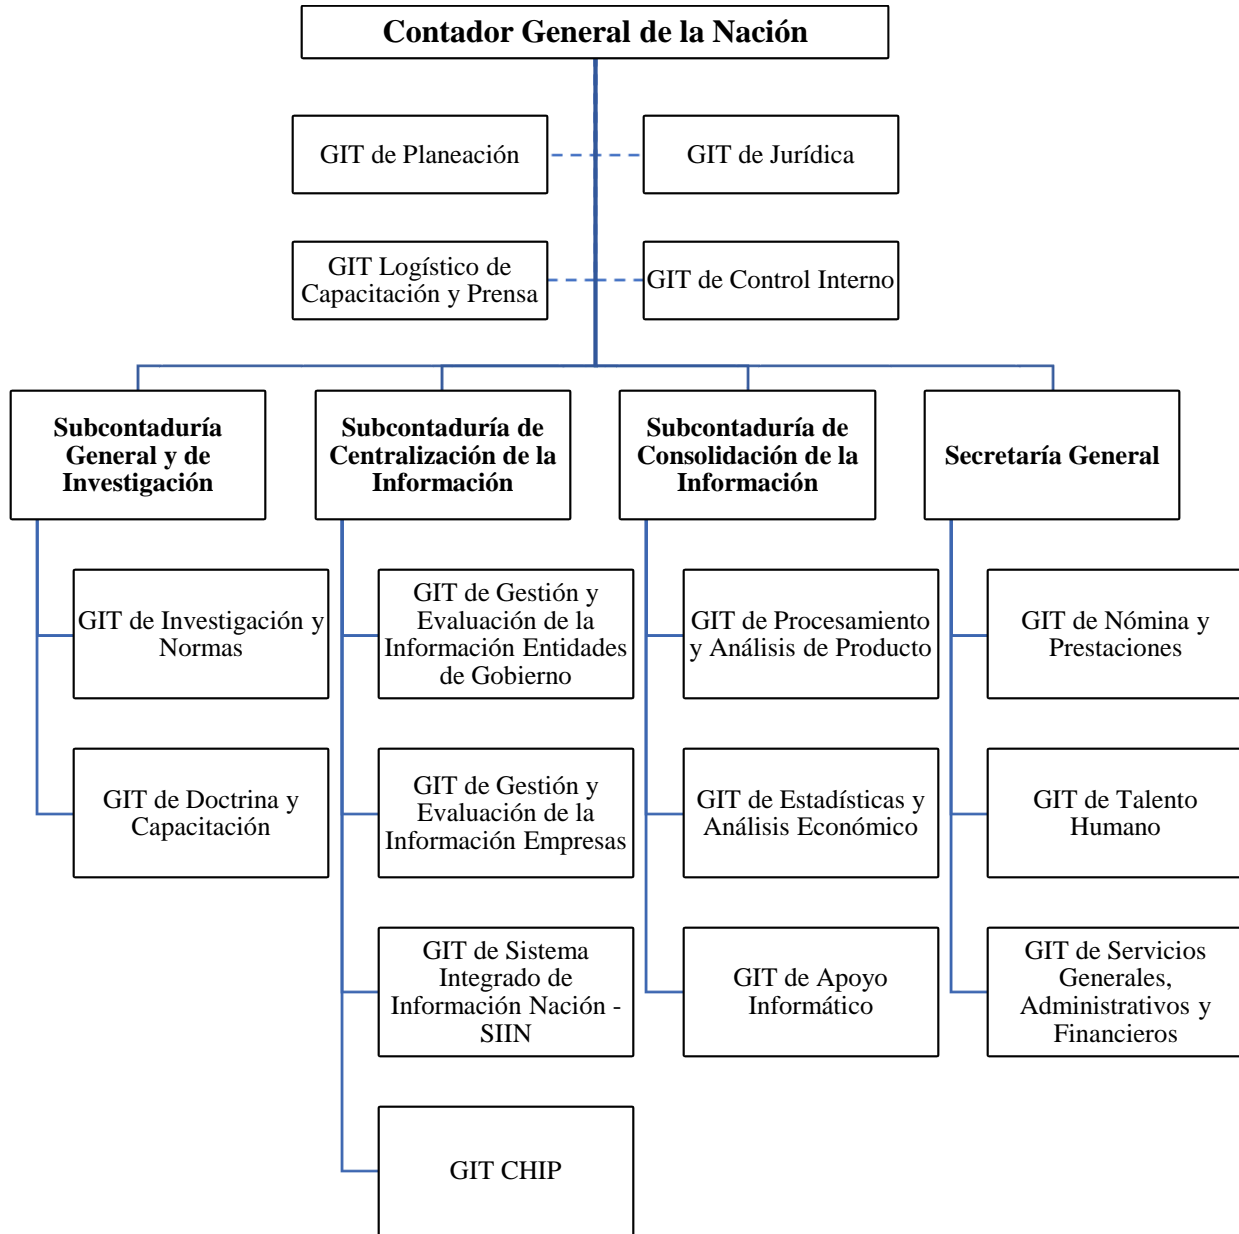 Contador General de la Nación
GIT de Planeación
GIT de Jurídica
GIT Logístico de
Capacitación y Prensa
GIT de Control Interno
Subcontaduría
General y de
Investigación
Subcontaduría de
Centralización de la
Información
Subcontaduría de
Consolidación de la
Información
Secretaría General
GIT de Investigación y
Normas
GIT de Gestión y
Evaluación de la
Información Entidades
de Gobierno
GIT de Procesamiento
y Análisis de Producto
GIT de Nómina y
Prestaciones
GIT de Doctrina y
Capacitación
GIT de Gestión y
Evaluación de la
Información Empresas
GIT de Estadísticas y
Análisis Económico
GIT de Talento
Humano
GIT de Sistema
Integrado de
Información Nación -
SIIN
GIT de Apoyo
Informático
GIT de Servicios
Generales,
Administrativos y
Financieros
GIT CHIP